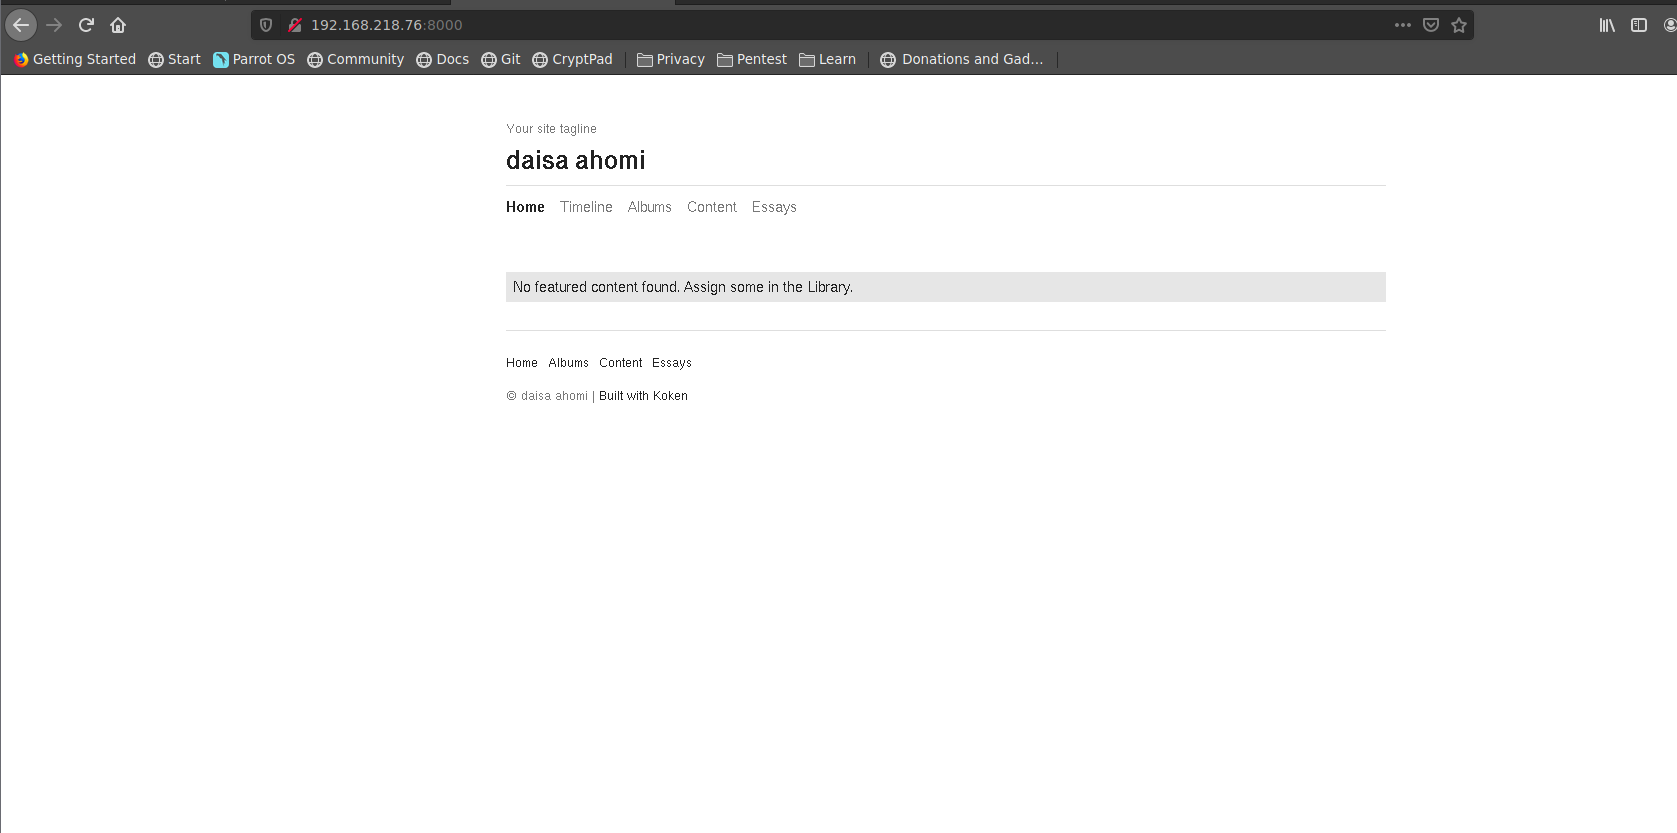 192.168.218.76:8000
Getting Started Start Parrot OS Community Docs Git CryptPad Privacy Pentest Learn Donations and Gad...
Your site tagline
daisa ahomi
Home Timeline Albums Content Essays
No featured content found. Assign some in the Library.
Home Albums Content Essays
© daisa ahomi | Built with Koken